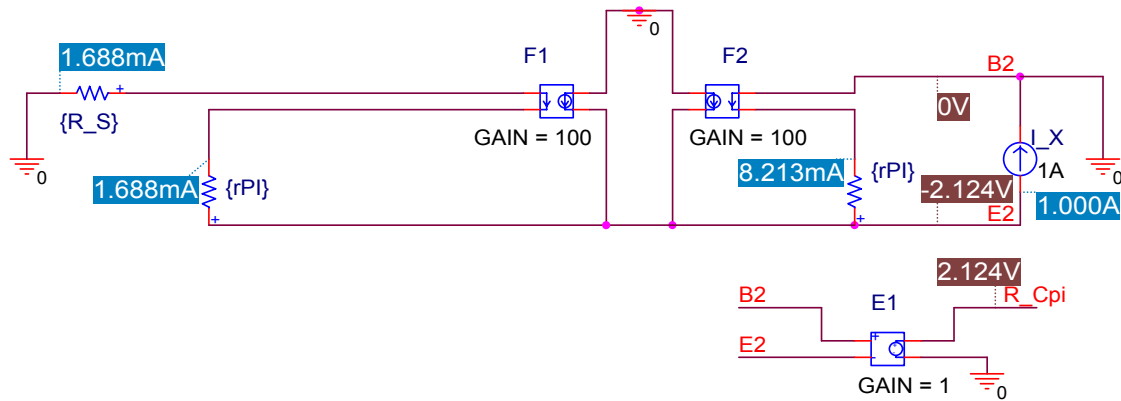 0
1.688mA
F1
F2
B2
{R_S}
+
0V
0
GAIN = 100
GAIN = 100
I_X
1A
0
1.688mA
{rPI}
8.213mA
{rPI}
-2.124V
1.000A
+
+
E2
2.124V
B2
E1
R_Cpi
+
E2
-
+
GAIN = 1
0